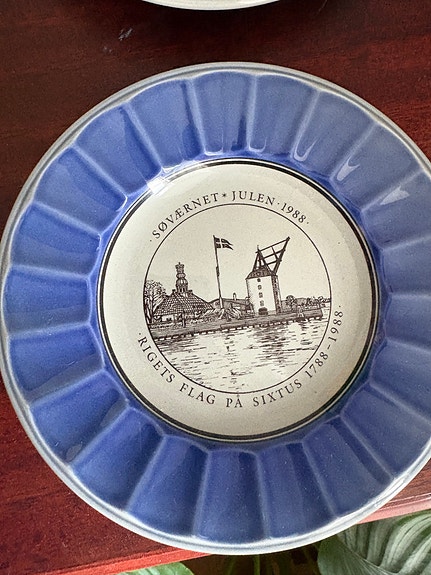 · SØVÆRNET * JULEN · 1988 ·
· RIGETS FLAG PÅ SIXTUS 1788 - 1988 ·